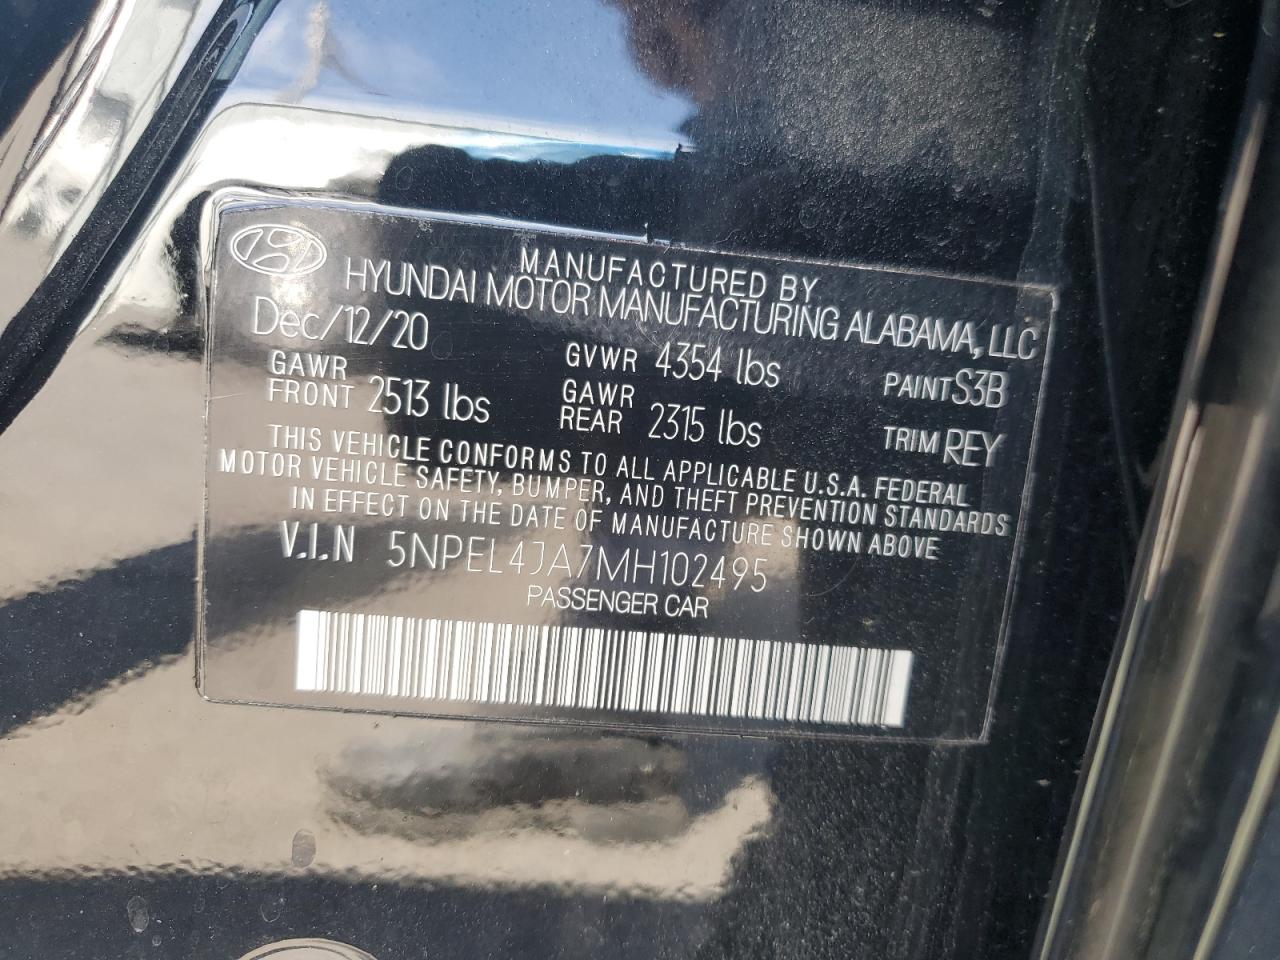 MANUFACTURED BY
HYUNDAI MOTOR MANUFACTURING ALABAMA, LLC
Dec/12/20 GVWR 4354 lbs PAINT S3B
GAWR FRONT 2513 lbs GAWR REAR 2315 lbs TRIM REY
THIS VEHICLE CONFORMS TO ALL APPLICABLE U.S.A. FEDERAL
MOTOR VEHICLE SAFETY, BUMPER, AND THEFT PREVENTION STANDARDS
IN EFFECT ON THE DATE OF MANUFACTURE SHOWN ABOVE
V.I.N 5NPEL4JA7MH102495
PASSENGER CAR